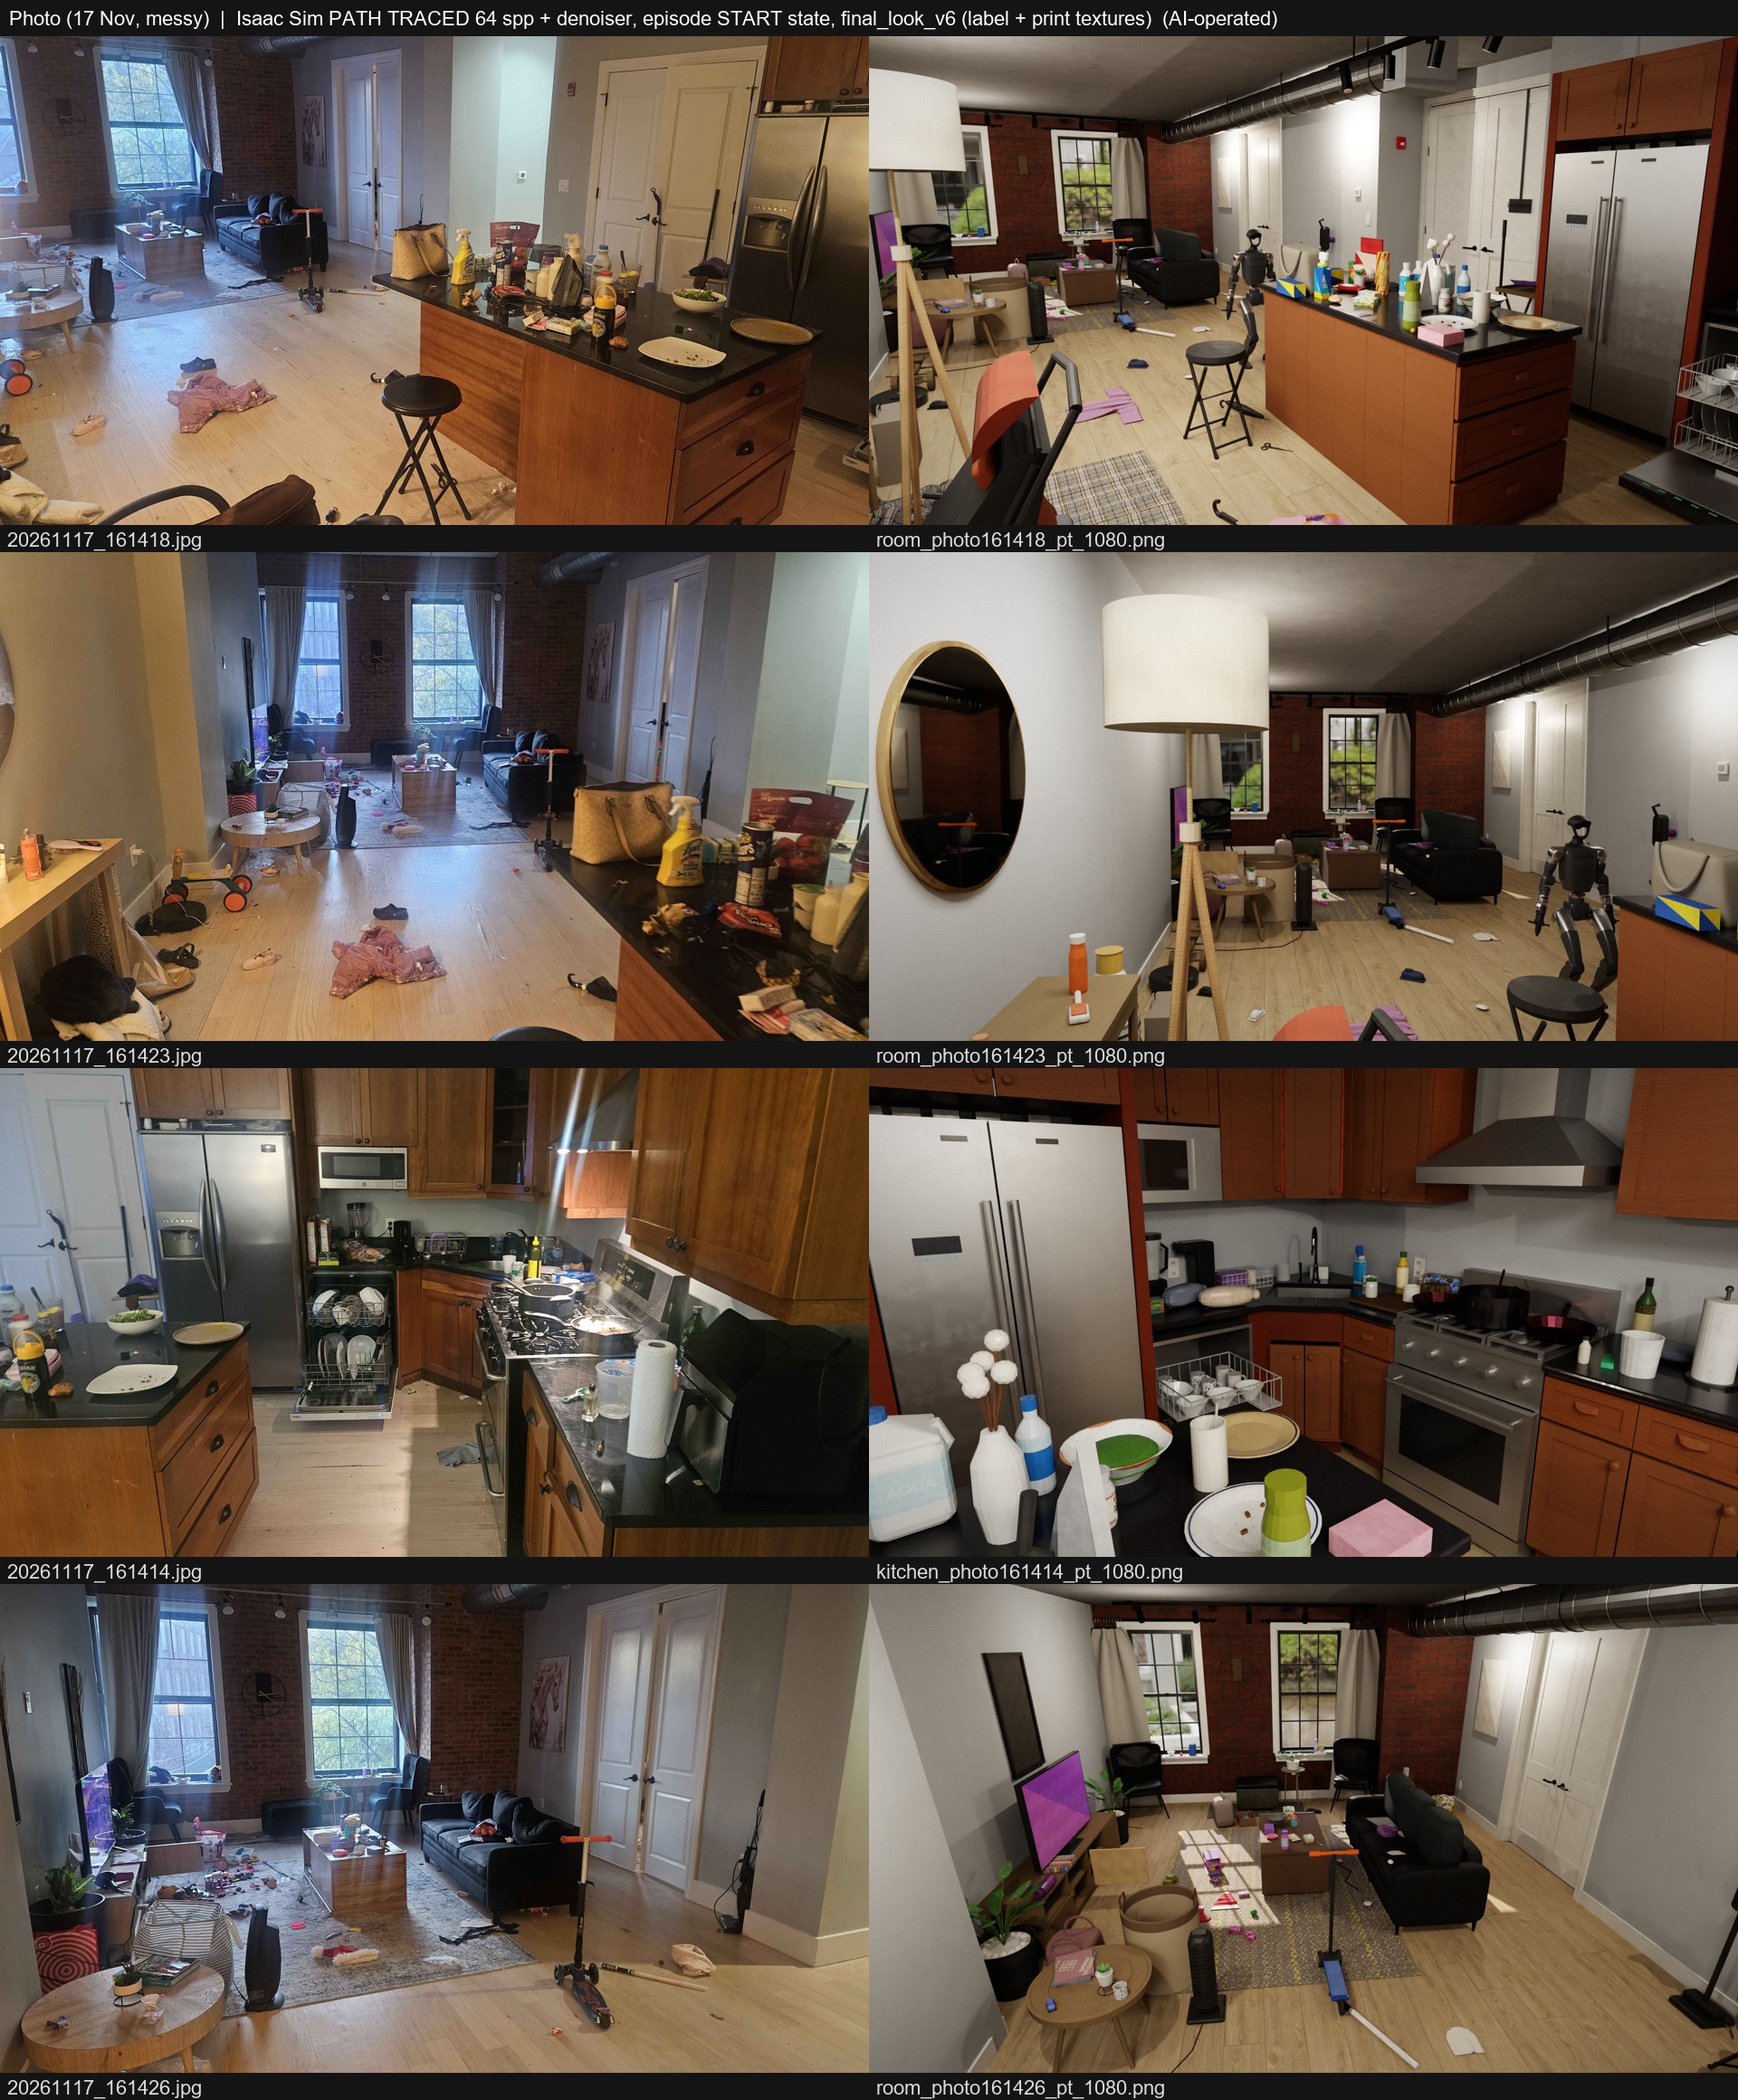 Photo (17 Nov, messy) | Isaac Sim PATH TRACED 64 spp + denoiser, episode START state, final_look_v6 (label + print textures) (AI-operated)
20261117_161418.jpg
room_photo161418_pt_1080.png
20261117_161423.jpg
room_photo161423_pt_1080.png
AQUA
20261117_161414.jpg
kitchen_photo161414_pt_1080.png
20261117_161426.jpg
room_photo161426_pt_1080.png